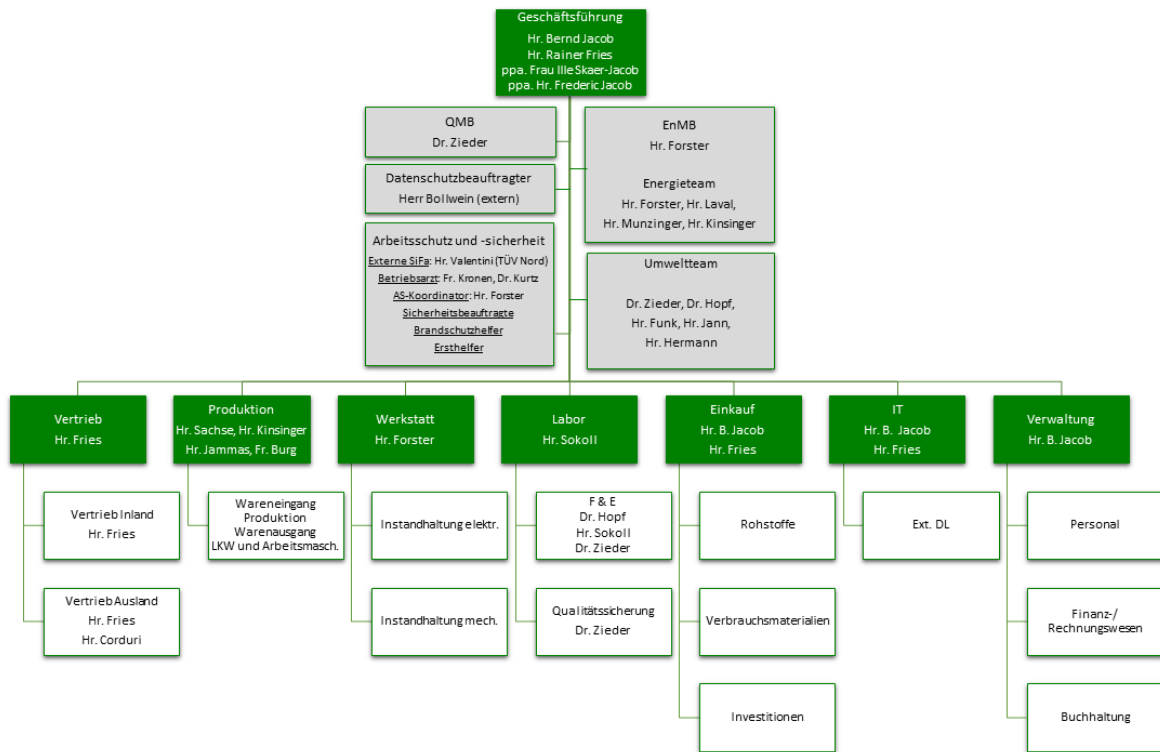 Geschäftsführung
Hr. Bernd Jacob
Hr. Rainer Fries
ppa. Frau Ille Skaer-Jacob
ppa. Hr. Frederic Jacob
QMB
Dr. Zieder
EnMB
Hr. Forster
Energieteam
Hr. Forster, Hr. Laval,
Hr. Munzinger, Hr. Kinsinger
Datenschutzbeauftragter
Herr Bollwein (extern)
Arbeitsschutz und -sicherheit
Externe SiFa: Hr. Valentini (TÜV Nord)
Betriebsarzt: Fr. Kronen, Dr. Kurtz
AS-Koordinator: Hr. Forster
Sicherheitsbeauftragte
Brandschutzhelfer
Ersthelfer
Umweltteam
Dr. Zieder, Dr. Hopf,
Hr. Funk, Hr. Jann,
Hr. Hermann
Vertrieb
Hr. Fries
Produktion
Hr. Sachse, Hr. Kinsinger
Hr. Jammas, Fr. Burg
Werkstatt
Hr. Forster
Labor
Hr. Sokoll
Einkauf
Hr. B. Jacob
Hr. Fries
IT
Hr. B. Jacob
Hr. Fries
Verwaltung
Hr. B. Jacob
Vertrieb Inland
Hr. Fries
Wareneingang
Produktion
Warenausgang
LKW und Arbeitsmasch.
Instandhaltung elektr.
F & E
Dr. Hopf
Hr. Sokoll
Dr. Zieder
Rohstoffe
Ext. DL
Personal
Vertrieb Ausland
Hr. Fries
Hr. Corduri
Instandhaltung mech.
Qualitätssicherung
Dr. Zieder
Verbrauchsmaterialien
Finanz-/
Rechnungswesen
Investitionen
Buchhaltung